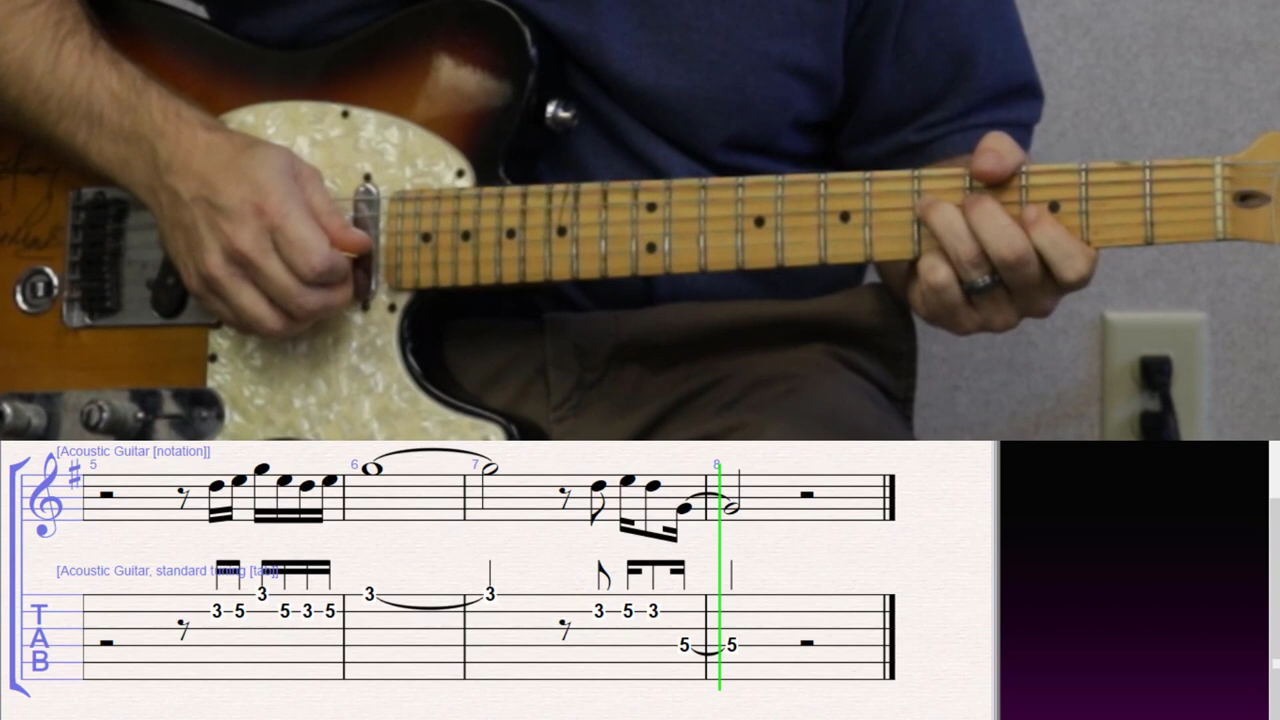 [Acoustic Guitar [notation]]
5 6 7 8
[Acoustic Guitar, standard tuning [tab]]
3 3
3 5 5 3 5 3 5 3
5 5
T
A
B